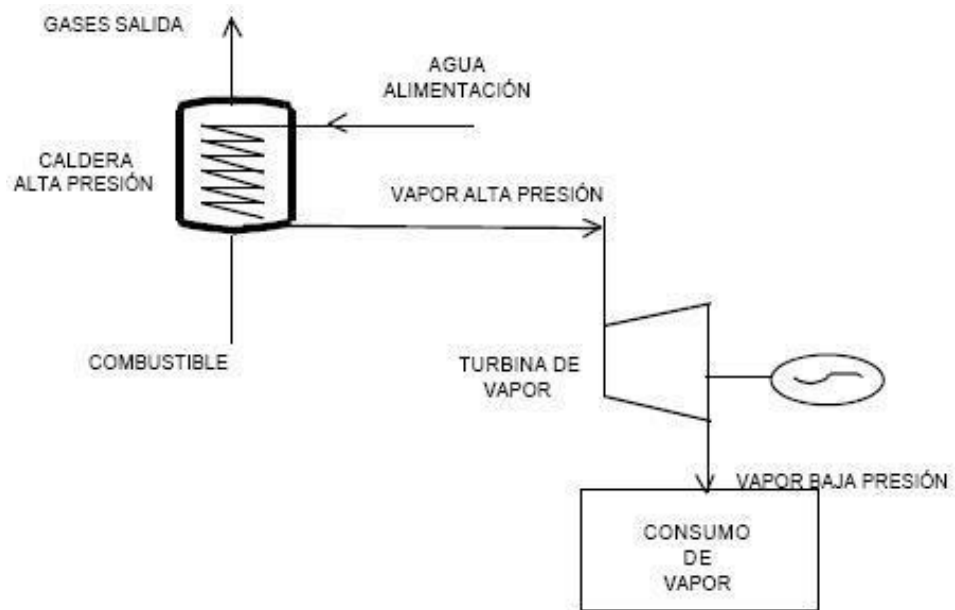 GASES SALIDA
AGUA
ALIMENTACIÓN
CALDERA
ALTA PRESIÓN
VAPOR ALTA PRESIÓN
COMBUSTIBLE
TURBINA DE
VAPOR
VAPOR BAJA PRESIÓN
CONSUMO
DE
VAPOR